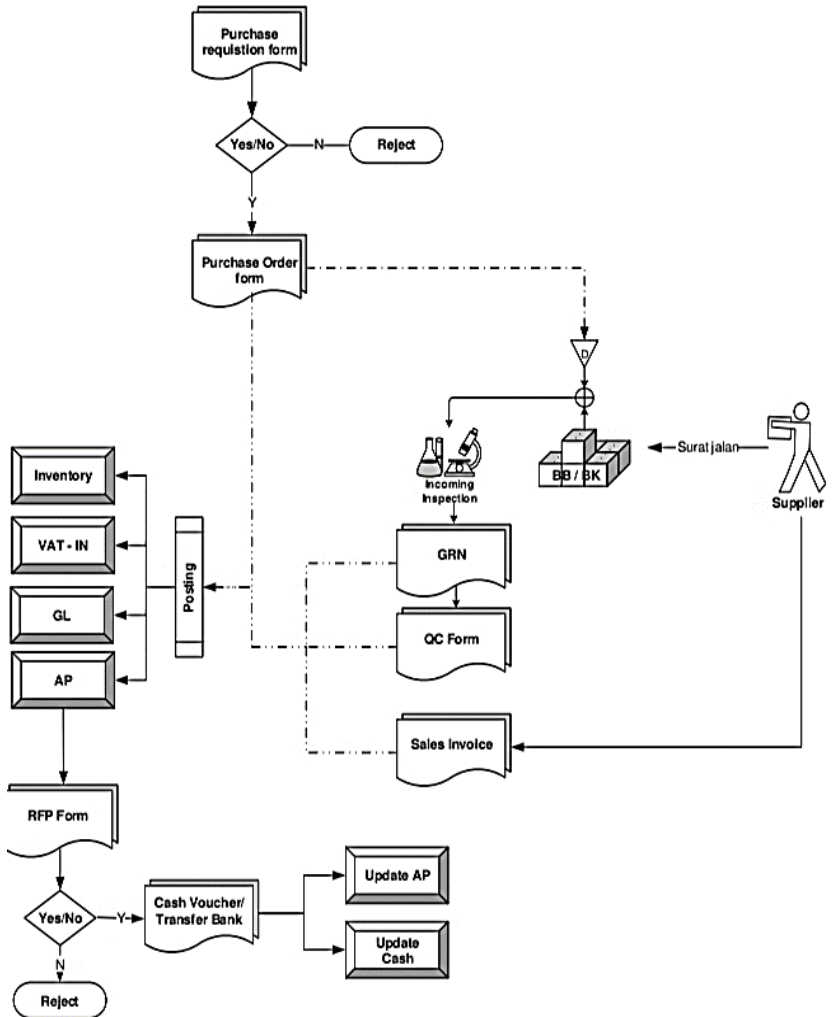 Purchase
requistion form
Yes/No
N
Reject
Y
Purchase Order
form
D
Incoming
Inspection
BB / BK
Surat jalan
Supplier
Inventory
VAT - IN
GL
AP
Posting
GRN
QC Form
Sales Invoice
RFP Form
Yes/No
Y
Cash Voucher/
Transfer Bank
Update AP
Update
Cash
N
Reject